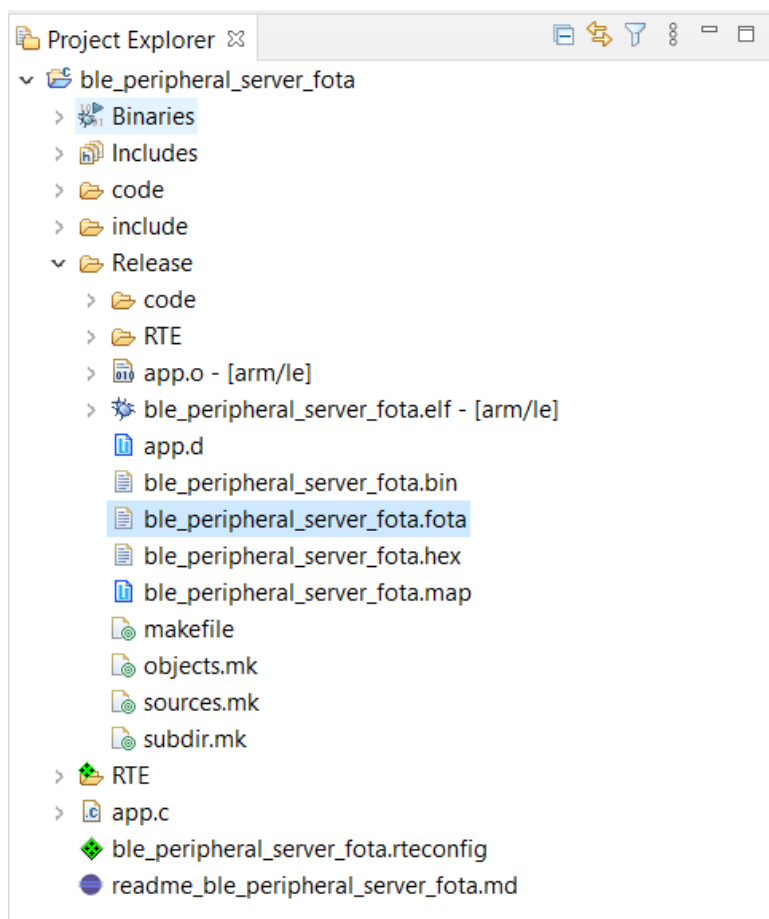 Project Explorer
ble_peripheral_server_fota
Binaries
Includes
code
include
Release
code
RTE
app.o - [arm/le]
ble_peripheral_server_fota.elf - [arm/le]
app.d
ble_peripheral_server_fota.bin
ble_peripheral_server_fota.fota
ble_peripheral_server_fota.hex
ble_peripheral_server_fota.map
makefile
objects.mk
sources.mk
subdir.mk
RTE
app.c
ble_peripheral_server_fota.rteconfig
readme_ble_peripheral_server_fota.md